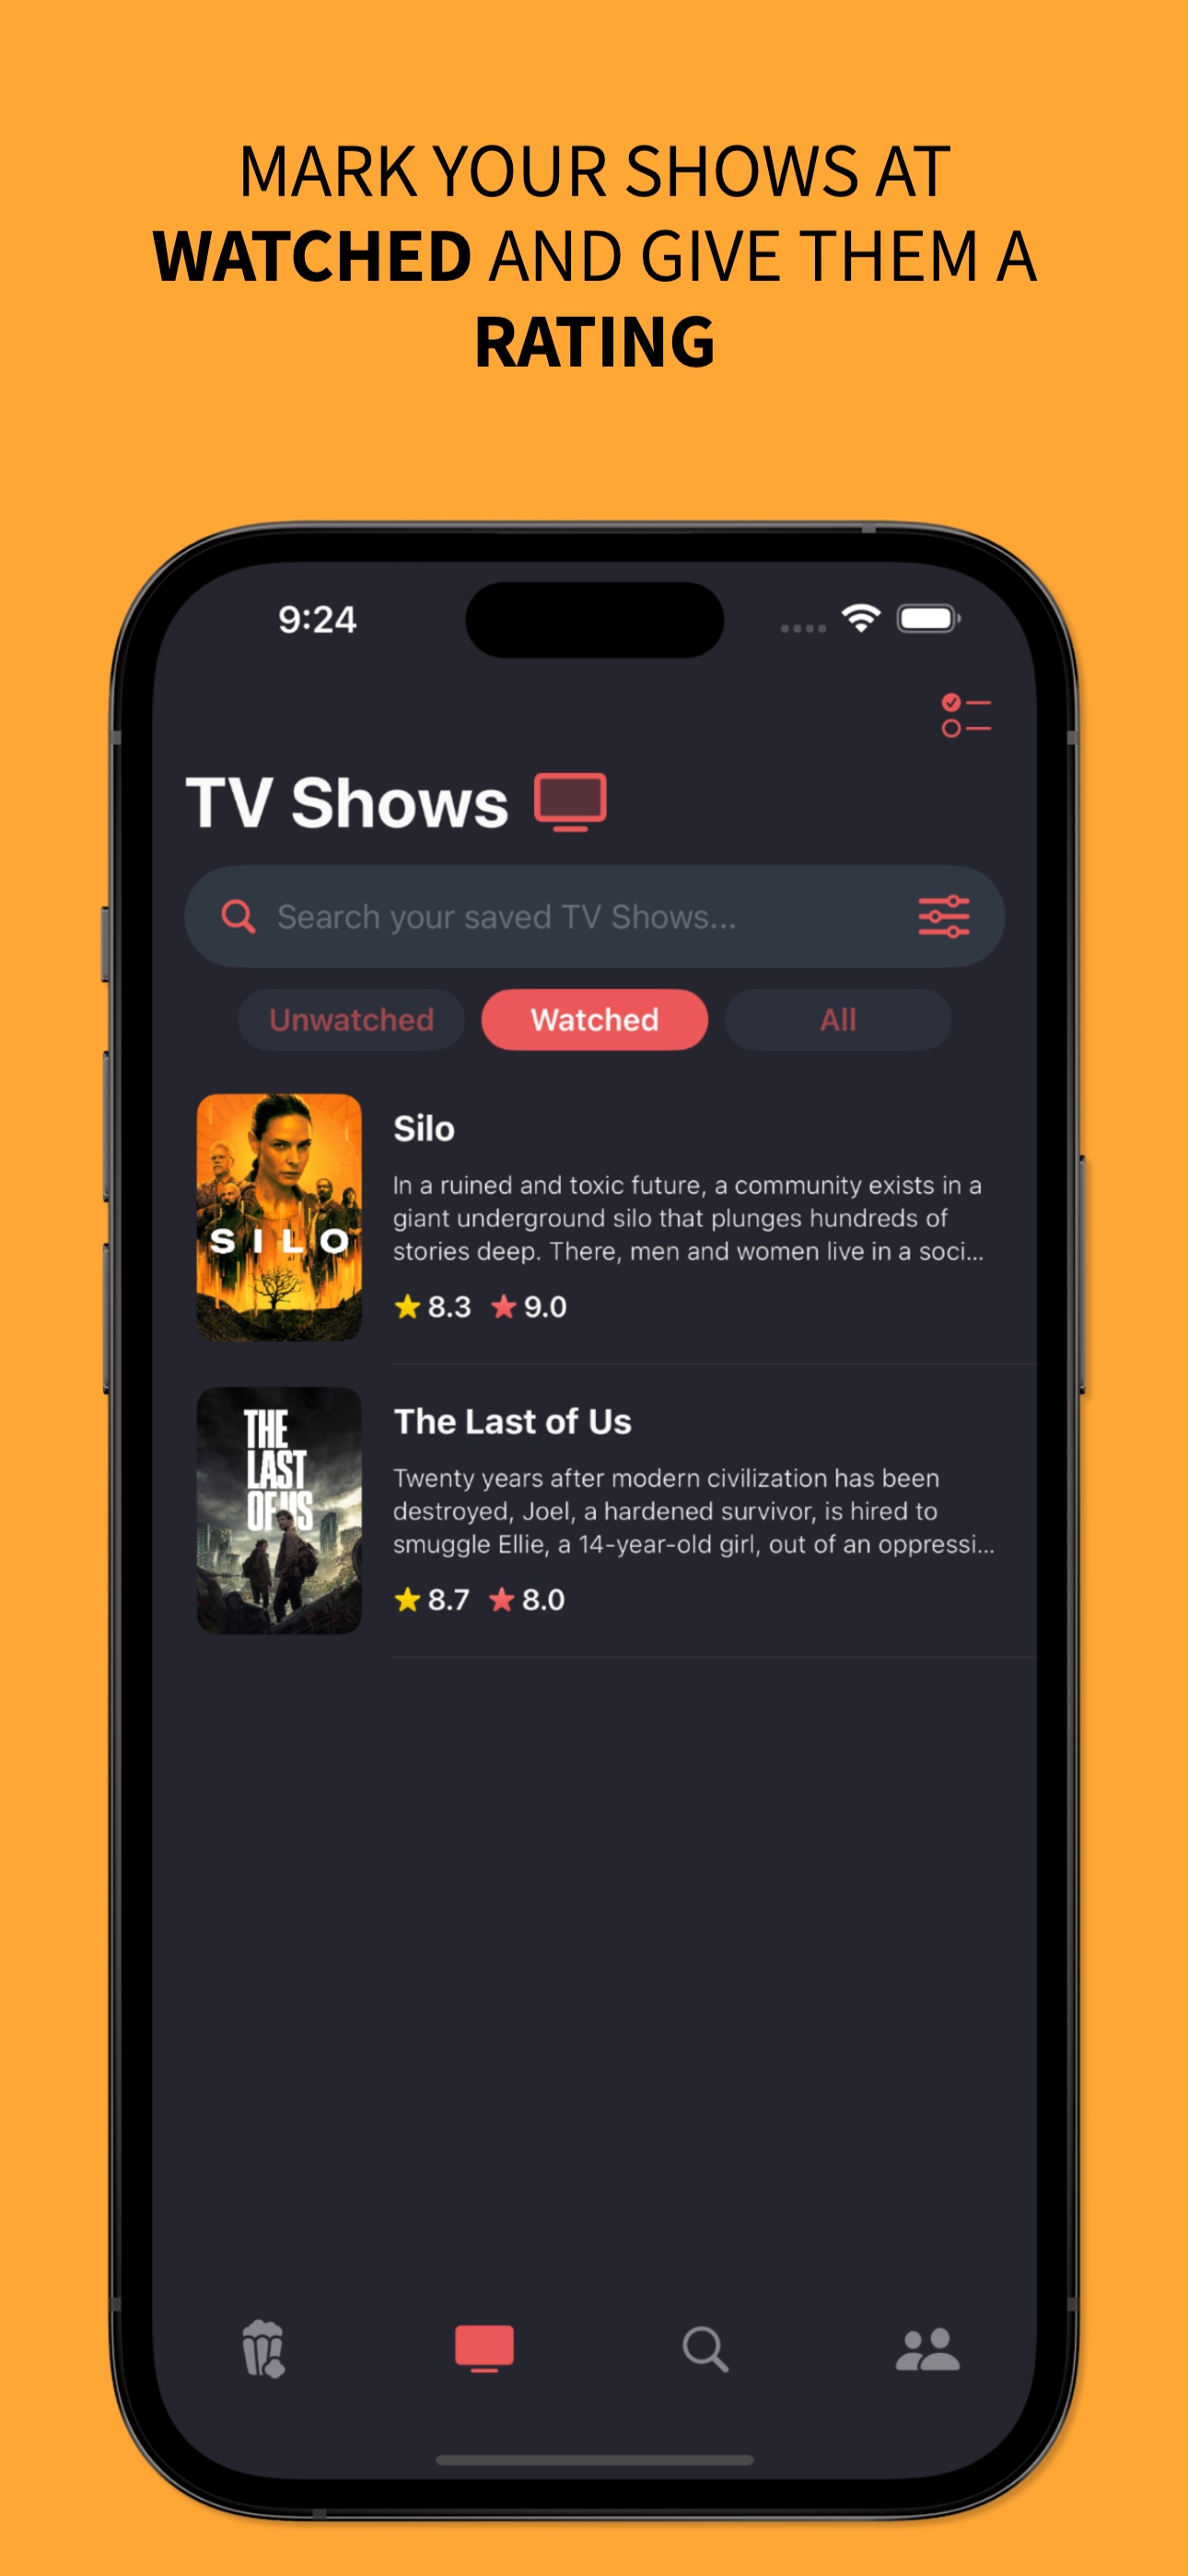 MARK YOUR SHOWS AT
WATCHED AND GIVE THEM A
RATING
9:24
TV Shows
Search your saved TV Shows...
Unwatched Watched All
SILO
Silo
In a ruined and toxic future, a community exists in a
giant underground silo that plunges hundreds of
stories deep. There, men and women live in a soci...
8.3 9.0
THE
LAST
OF US
The Last of Us
Twenty years after modern civilization has been
destroyed, Joel, a hardened survivor, is hired to
smuggle Ellie, a 14-year-old girl, out of an oppressi...
8.7 8.0